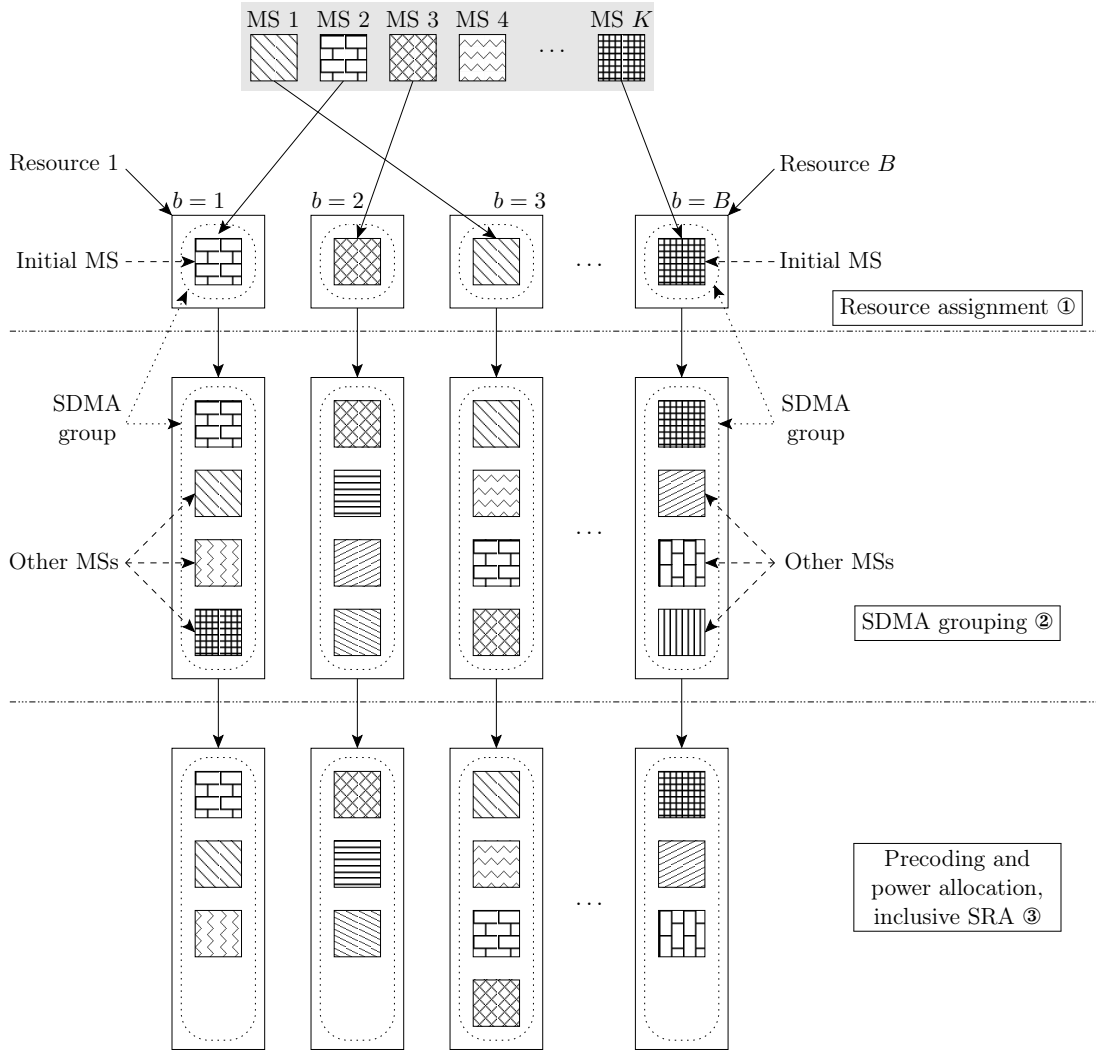 MS 1 MS 2 MS 3 MS 4 ... MS K
Resource 1
Resource B
b = 1 b = 2 b = 3 b = B
Initial MS ... Initial MS
Resource assignment ①
SDMA
group
SDMA
group
Other MSs ... Other MSs
SDMA grouping ②
Precoding and
power allocation,
inclusive SRA ③
...